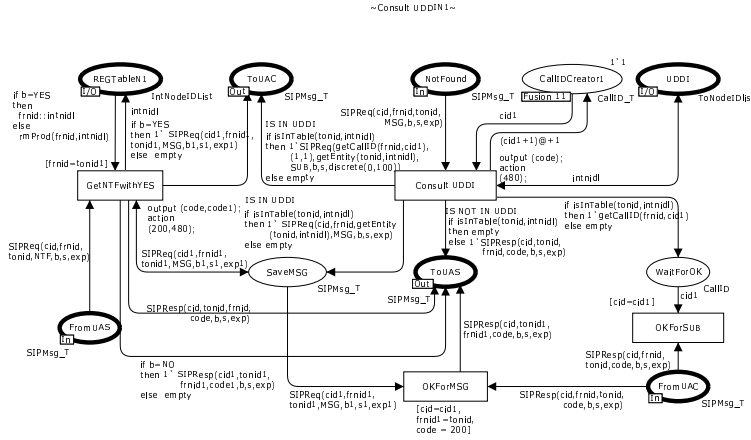 ~Consult UDDIN1~
if b=YES
then
frnid::intnidl
else
rmProd(frnid,intnidl)
REGTableN1
I/O
IntNodeIDList
intnidl
if b=YES
then 1`SIPReq(cid1,frnid1,
tonid1,MSG,b1,s1,exp1)
else empty
ToUAC
Out
SIPMsg_T
IS IN UDDI
if isInTable(tonid,intnidl)
then 1`SIPReq(getCall(frnid,cid1),
(1,1),getEntity(tonid,intnidl),
SUB,b,s,discrete(0,100))
else empty
NotFound
In
SIPMsg_T
SIPReq(cid,frnid,tonid,
MSG,b,s,exp)
CallIDCreator1
1`1
Fusion 11
CallID_T
cid1
(cid1+1)@+1
UDDI
I/O
ToNodeIDList
output (code);
action
(480);
intnidl
[frnid=tonid1]
GetNTFwithYES
output (code,code1);
action
(200,480);
Consult UDDI
IS IN UDDI
if isInTable(tonid,intnidl)
then 1`SIPReq(cid,frnid,getEntity
(tonid,intnidl),MSG,b,s,exp)
else empty
IS NOT IN UDDI
if isInTable(tonid,intnidl)
then empty
else 1`SIPResp(cid,tonid,
frnid,code,b,s,exp)
if isInTable(tonid,intnidl)
then 1`getCallID(frnid,cid1)
else empty
SIPReq(cid,frnid,
tonid,NTF,b,s,exp)
SIPReq(cid1,frnid1,
tonid1,MSG,b1,s1,exp1)
SaveMSG
SIPMsg_T
ToUAS
Out
SIPMsg_T
WaitForOK
CallID
cid1
[cid=cid1]
OKForSUB
FromUAS
In
SIPMsg_T
SIPResp(cid,tonid,frnid,
code,b,s,exp)
SIPResp(cid,tonid1,
frnid1,code,b,s,exp)
SIPResp(cid,frnid,
tonid,code,b,s,exp)
if b=NO
then 1`SIPResp(cid1,tonid1,
frnid1,code1,b,s,exp)
else empty
SIPReq(cid1,frnid1,
tonid1,MSG,b1,s1,exp1)
OKForMSG
[cid=cid1,
frnid1=tonid,
code = 200]
SIPResp(cid,frnid,tonid,
code,b,s,exp)
FromUAC
In
SIPMsg_T